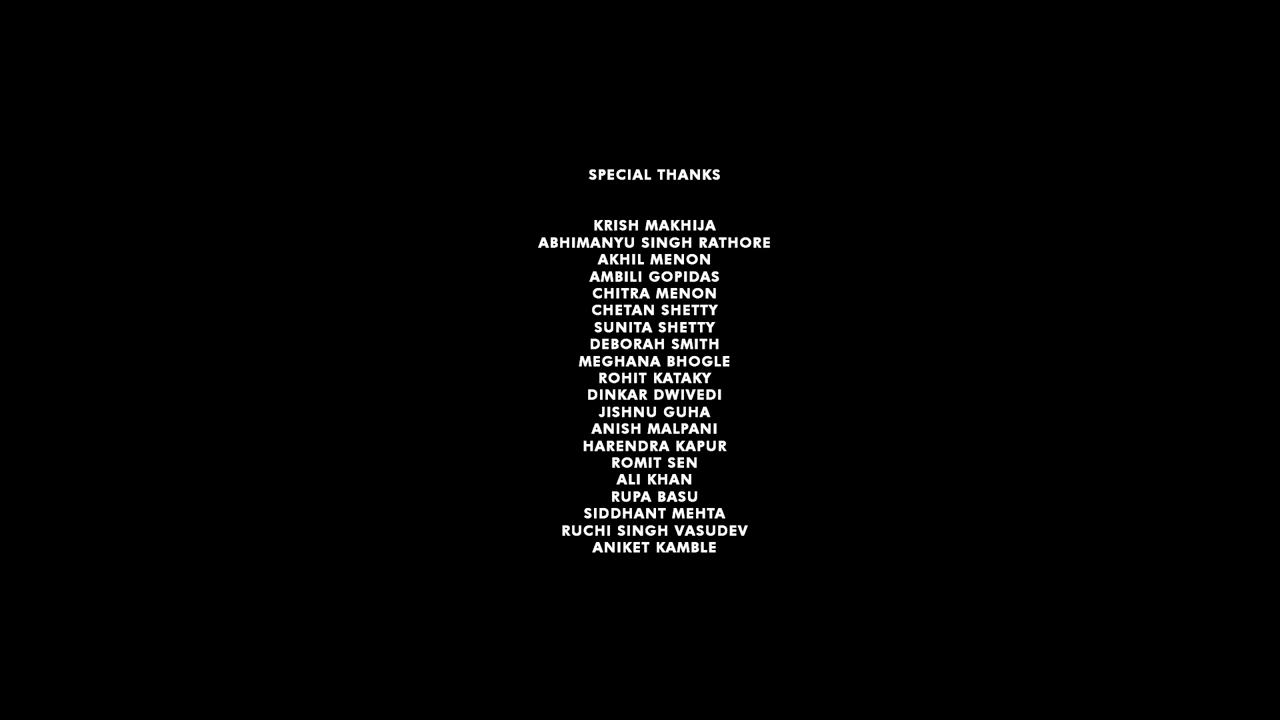 SPECIAL THANKS
KRISH MAKHIJA
ABHIMANYU SINGH RATHORE
AKHIL MENON
AMBILI GOPIDAS
CHITRA MENON
CHETAN SHETTY
SUNITA SHETTY
DEBORAH SMITH
MEGHANA BHOGLE
ROHIT KATAKY
DINKAR DWIVEDI
JISHNU GUHA
ANISH MALPANI
HARENDRA KAPUR
ROMIT SEN
ALI KHAN
RUPA BASU
SIDDHANT MEHTA
RUCHI SINGH VASUDEV
ANIKET KAMBLE